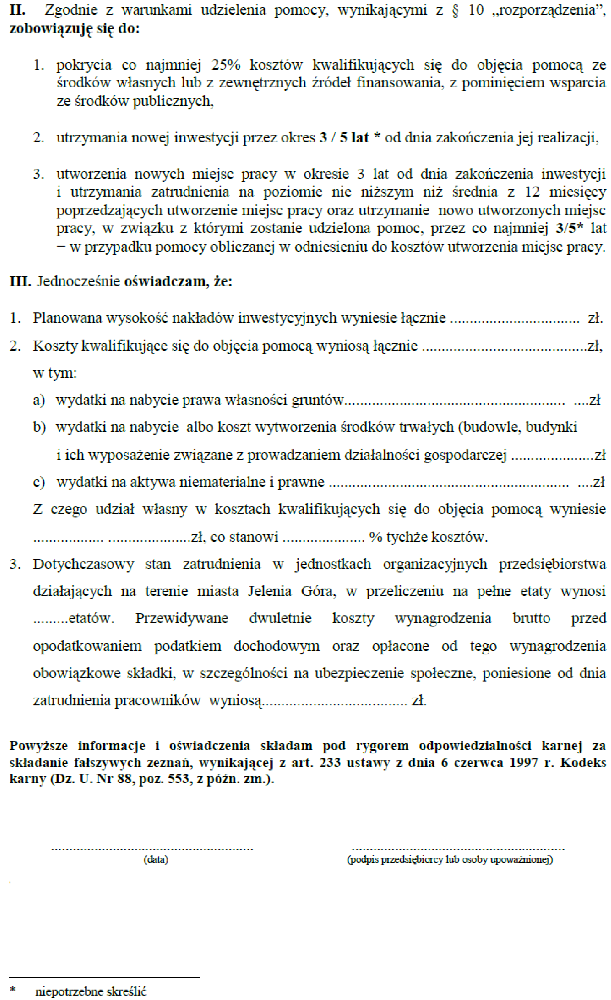 II. Zgodnie z warunkami udzielenia pomocy, wynikającymi z § 10 „rozporządzenia”,
zobowiązuję się do:
1. pokrycia co najmniej 25% kosztów kwalifikujących się do objęcia pomocą ze
środków własnych lub z zewnętrznych źródeł finansowania, z pominięciem wsparcia
ze środków publicznych,
2. utrzymania nowej inwestycji przez okres 3 / 5 lat * od dnia zakończenia jej realizacji,
3. utworzenia nowych miejsc pracy w okresie 3 lat od dnia zakończenia inwestycji
i utrzymania zatrudnienia na poziomie nie niższym niż średnia z 12 miesięcy
poprzedzających utworzenie miejsc pracy oraz utrzymanie nowo utworzonych miejsc
pracy, w związku z którymi zostanie udzielona pomoc, przez co najmniej 3/5* lat
− w przypadku pomocy obliczanej w odniesieniu do kosztów utworzenia miejsc pracy.
III. Jednocześnie oświadczam, że:
1. Planowana wysokość nakładów inwestycyjnych wyniesie łącznie ................................. zł.
2. Koszty kwalifikujące się do objęcia pomocą wyniosą łącznie ..........................................zł,
w tym:
a) wydatki na nabycie prawa własności gruntów........................................................ ....zł
b) wydatki na nabycie albo koszt wytworzenia środków trwałych (budowle, budynki
i ich wyposażenie związane z prowadzaniem działalności gospodarczej .....................zł
c) wydatki na aktywa niematerialne i prawne ............................................................. ....zł
Z czego udział własny w kosztach kwalifikujących się do objęcia pomocą wyniesie
.................. .....................zł, co stanowi ..................... % tychże kosztów.
3. Dotychczasowy stan zatrudnienia w jednostkach organizacyjnych przedsiębiorstwa
działających na terenie miasta Jelenia Góra, w przeliczeniu na pełne etaty wynosi
.........etatów. Przewidywane dwuletnie koszty wynagrodzenia brutto przed
opodatkowaniem podatkiem dochodowym oraz opłacone od tego wynagrodzenia
obowiązkowe składki, w szczególności na ubezpieczenie społeczne, poniesione od dnia
zatrudnienia pracowników wyniosą..................................... zł.
Powyższe informacje i oświadczenia składam pod rygorem odpowiedzialności karnej za
składanie fałszywych zeznań, wynikającej z art. 233 ustawy z dnia 6 czerwca 1997 r. Kodeks
karny (Dz. U. Nr 88, poz. 553, z późn. zm.).
............................................................ ...............................................................
(data) (podpis przedsiębiorcy lub osoby upoważnionej)
* niepotrzebne skreślić